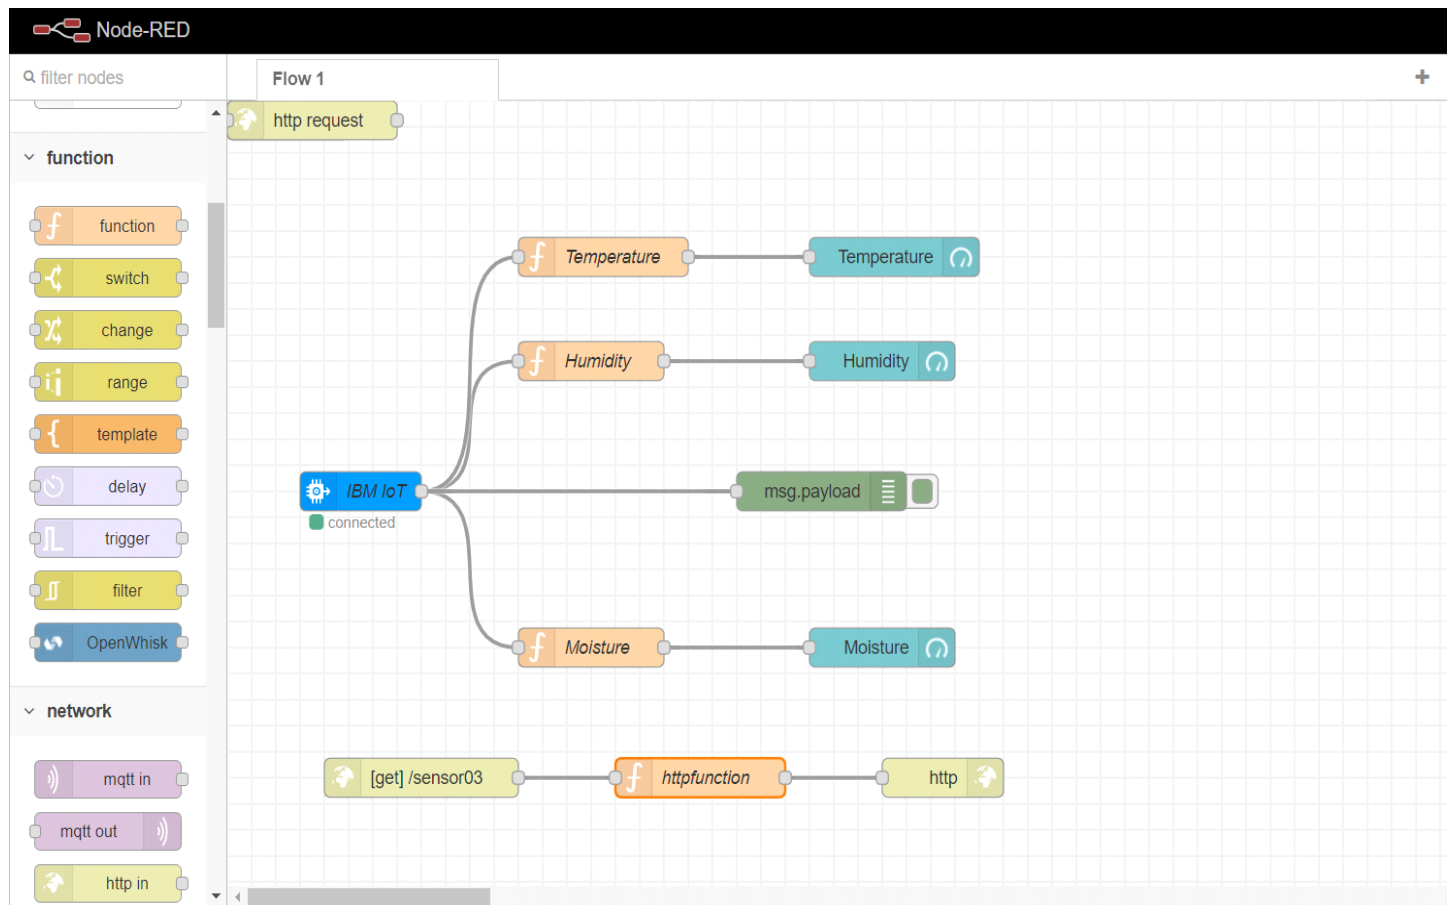 Node-RED
filter nodes
Flow 1
http request
function
function
switch
change
range
template
delay
trigger
filter
OpenWhisk
network
mqtt in
mqtt out
http in
Temperature
Temperature
Humidity
Humidity
IBM IoT
connected
msg.payload
Moisture
Moisture
[get] /sensor03
httpfunction
http